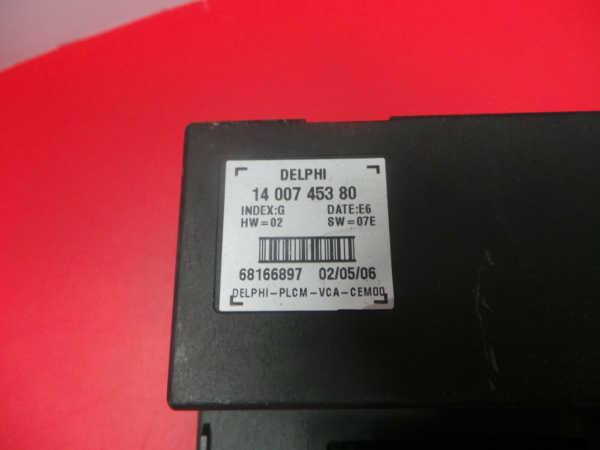 DELPHI
14 007 453 80
INDEX:G DATE:E6
HW=02 SW=07E
68166897 02/05/06
DELPHI-PLCM-VCA-CEM00